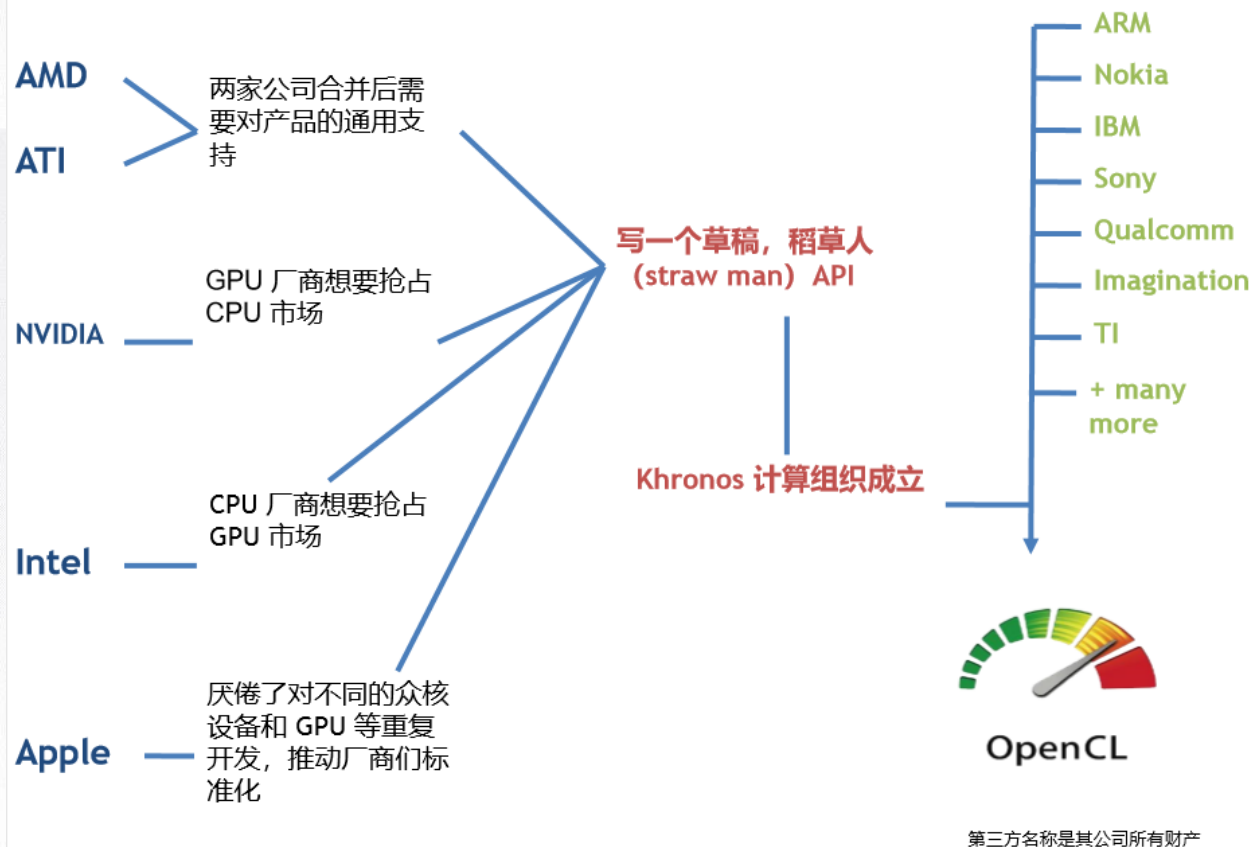 AMD
ATI
两家公司合并后需
要对产品的通用支
持
NVIDIA
GPU 厂商想要抢占
CPU 市场
Intel
CPU 厂商想要抢占
GPU 市场
Apple
厌倦了对不同的众核
设备和 GPU 等重复
开发，推动厂商们标
准化
写一个草稿，稻草人
（straw man）API
Khronos 计算组织成立
ARM
Nokia
IBM
Sony
Qualcomm
Imagination
TI
+ many
more
OpenCL
第三方名称是其公司所有财产